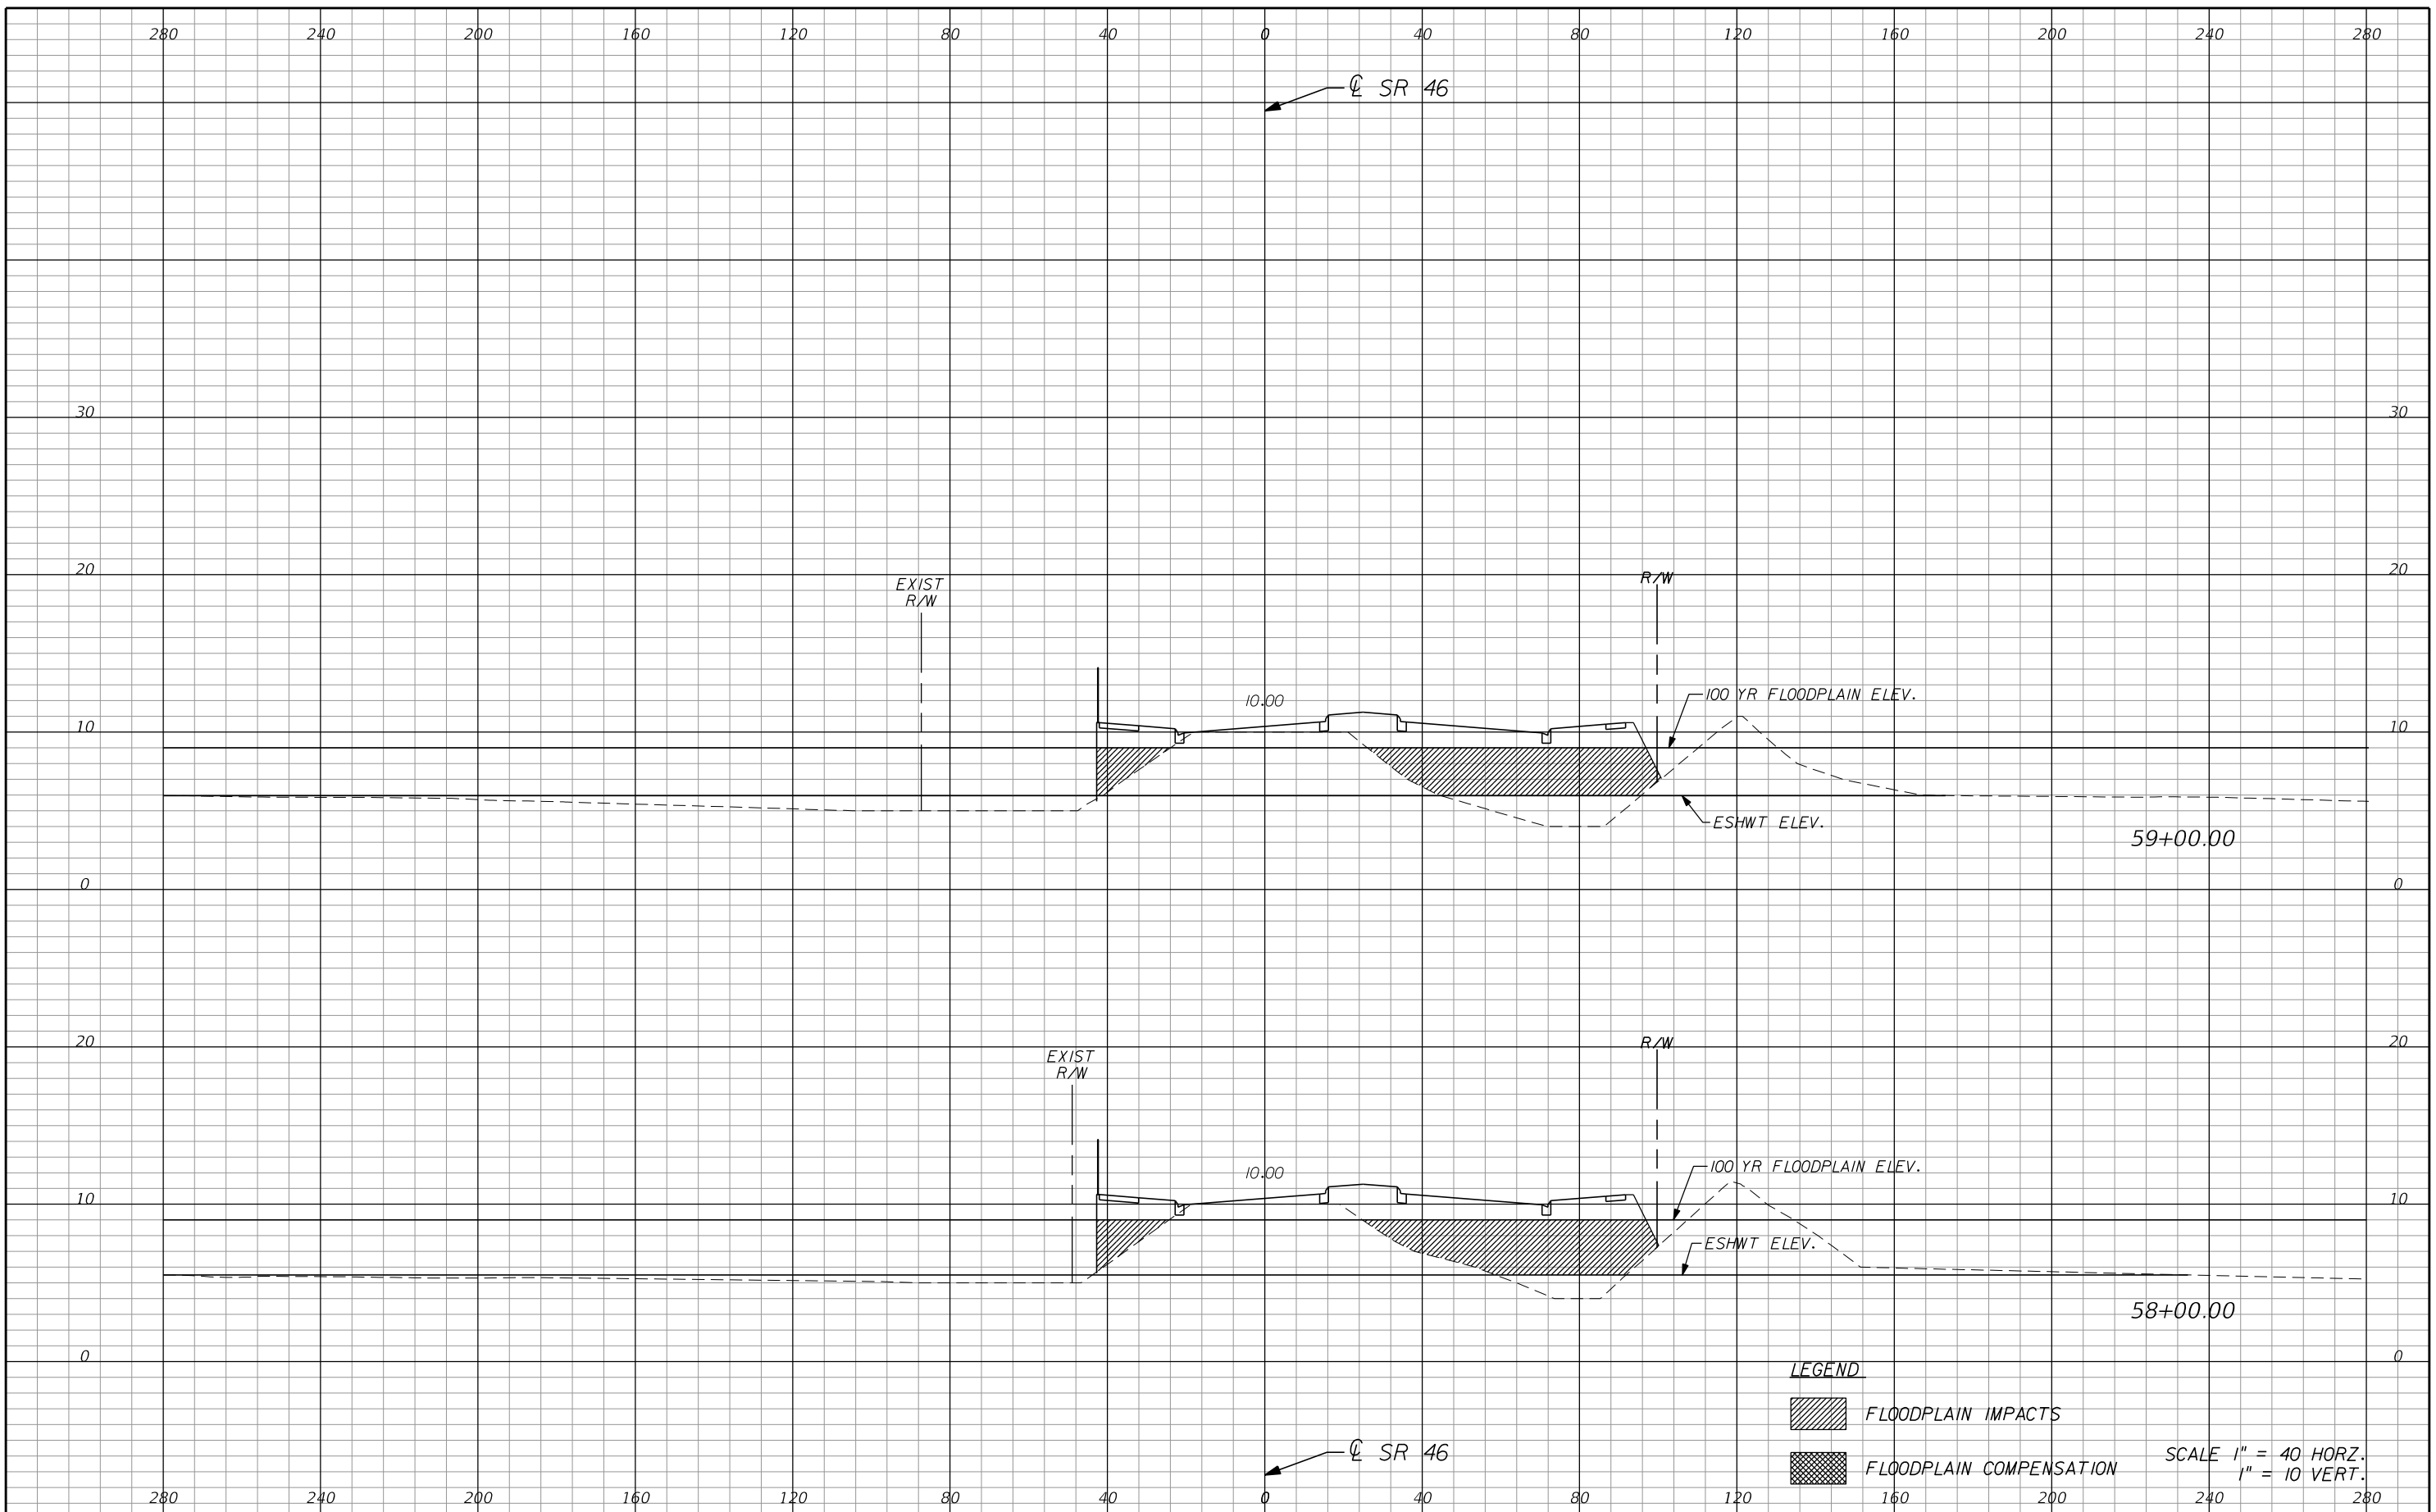 280 240 200 160 120 80 40 0 40 80 120 160 200 240 280
℄ SR 46
30 30
20 20
EXIST
R/W
R/W
10.00
100 YR FLOODPLAIN ELEV.
10 10
ESHWT ELEV.
59+00.00
0 0
20 20
EXIST
R/W
R/W
10.00
100 YR FLOODPLAIN ELEV.
10 10
ESHWT ELEV.
58+00.00
0 0
LEGEND
FLOODPLAIN IMPACTS
℄ SR 46
FLOODPLAIN COMPENSATION
SCALE 1" = 40 HORZ.
1" = 10 VERT.
280 240 200 160 120 80 40 0 40 80 120 160 200 240 280